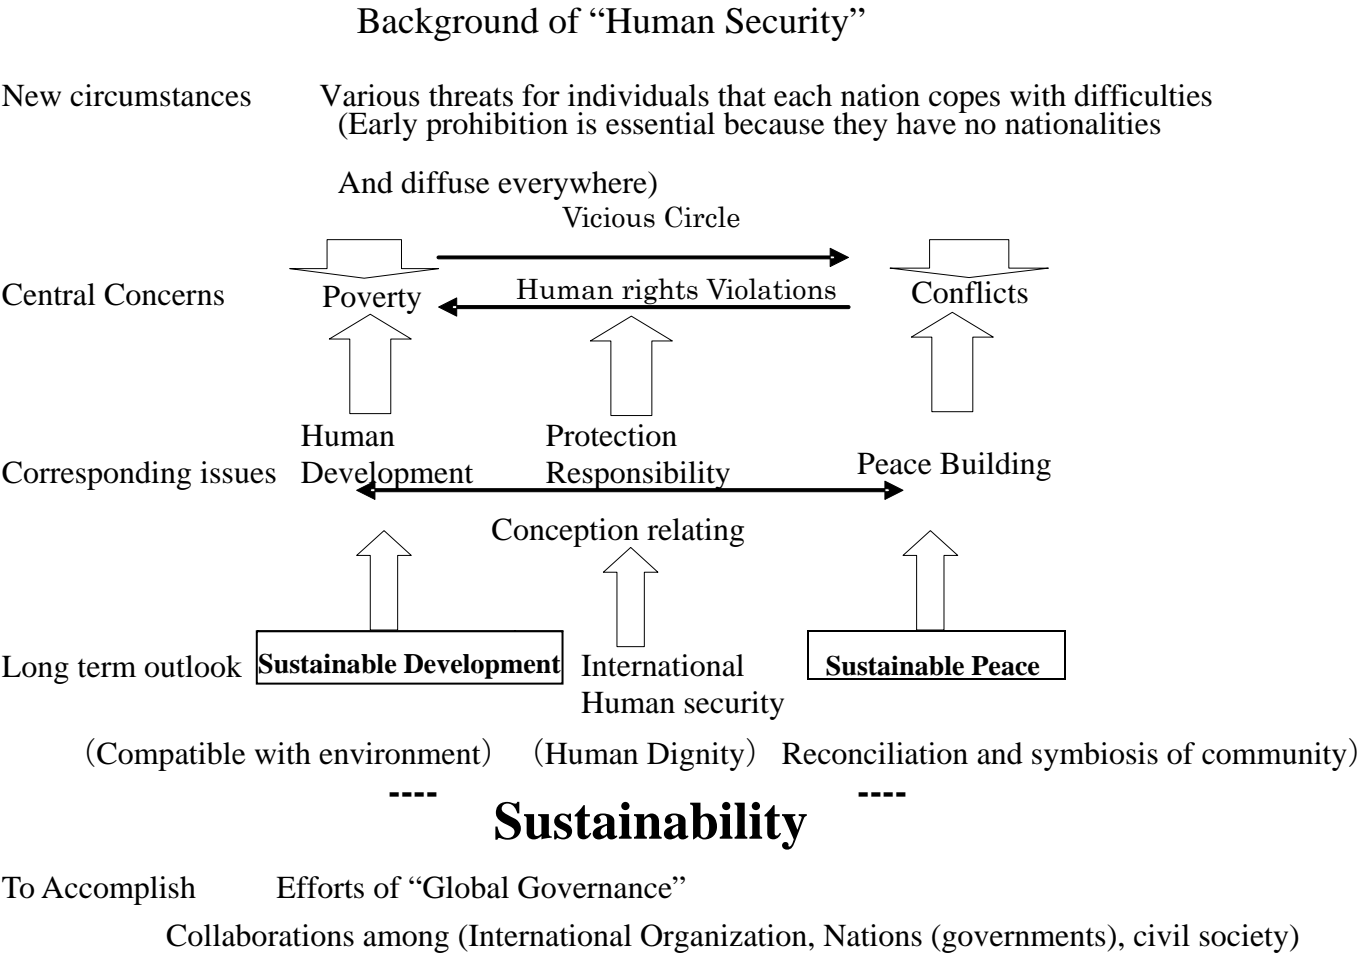 Background of “Human Security”
New circumstances Various threats for individuals that each nation copes with difficulties
(Early prohibition is essential because they have no nationalities
And diffuse everywhere)
Vicious Circle
Central Concerns Poverty Human rights Violations Conflicts
Human Protection
Corresponding issues Development Responsibility Peace Building
Conception relating
Long term outlook Sustainable Development International Sustainable Peace
Human security
（Compatible with environment） （Human Dignity） Reconciliation and symbiosis of community）
---- ----
Sustainability
To Accomplish Efforts of “Global Governance”
Collaborations among (International Organization, Nations (governments), civil society)